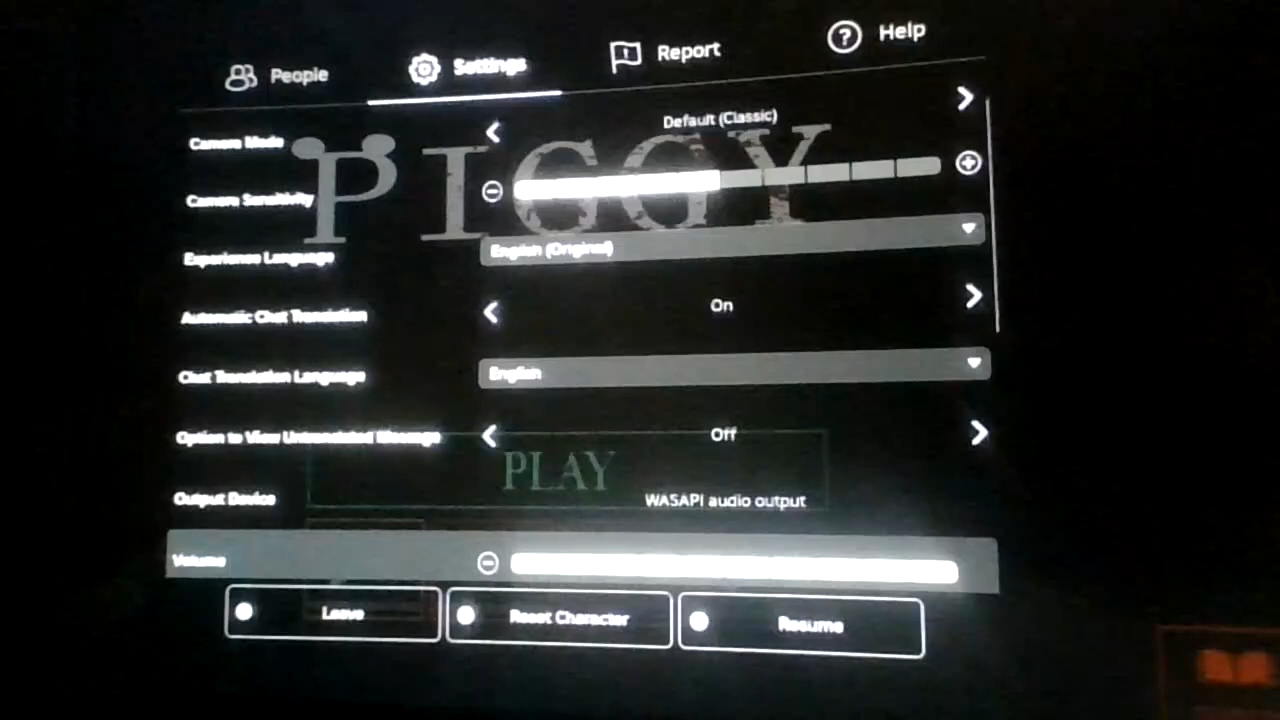 People
Settings
Report
Help
Camera Mode
Default (Classic)
PIGGY
Camera Sensitivity
Experience Language
English (Original)
Automatic Chat Translation
On
Chat Translation Language
English
Option to View Untranslated Message
Off
PLAY
Output Device
WASAPI audio output
Volume
Leave
Reset Character
Resume